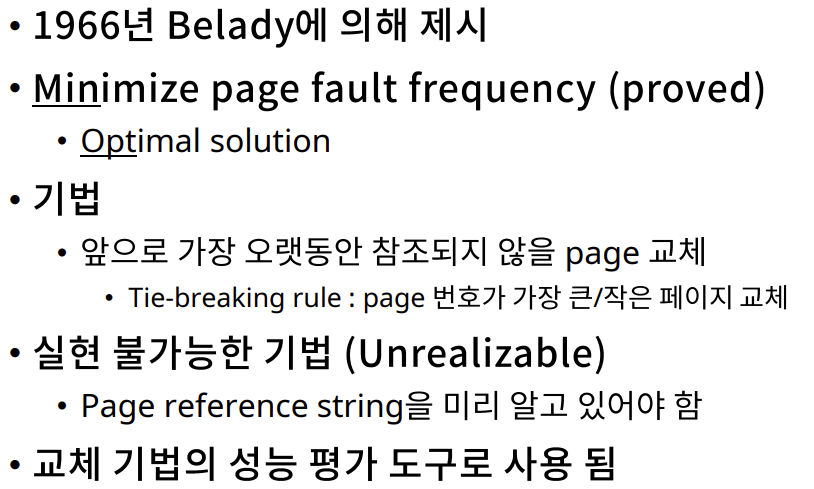 • 1966년 Belady에 의해 제시
• Minimize page fault frequency (proved)
• Optimal solution
• 기법
• 앞으로 가장 오랫동안 참조되지 않을 page 교체
• Tie-breaking rule : page 번호가 가장 큰/작은 페이지 교체
• 실현 불가능한 기법 (Unrealizable)
• Page reference string을 미리 알고 있어야 함
• 교체 기법의 성능 평가 도구로 사용 됨